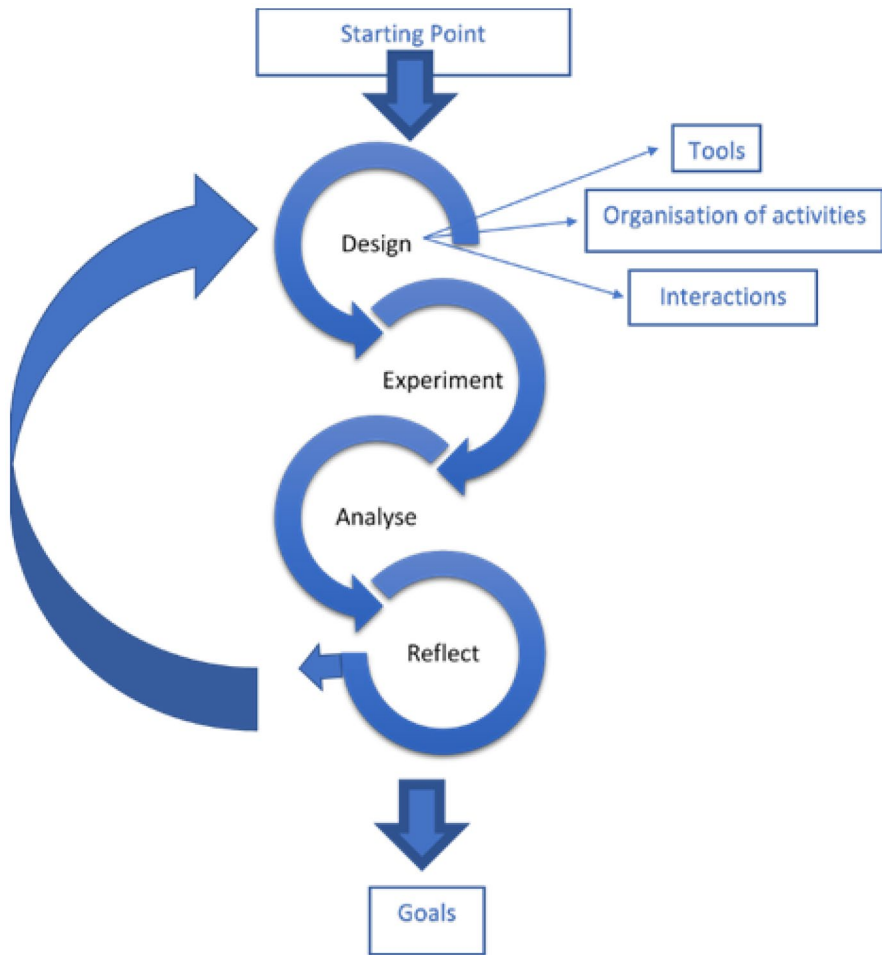 Starting Point
Tools
Organisation of activities
Design
Interactions
Experiment
Analyse
Reflect
Goals